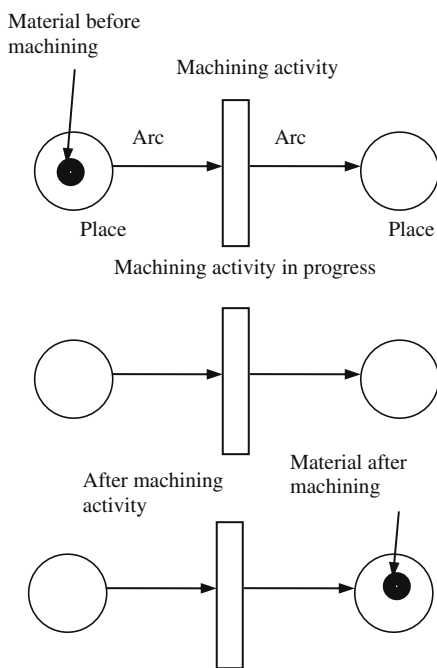 Material before
machining
Machining activity
Arc
Arc
Place
Place
Machining activity in progress
After machining
activity
Material after
machining